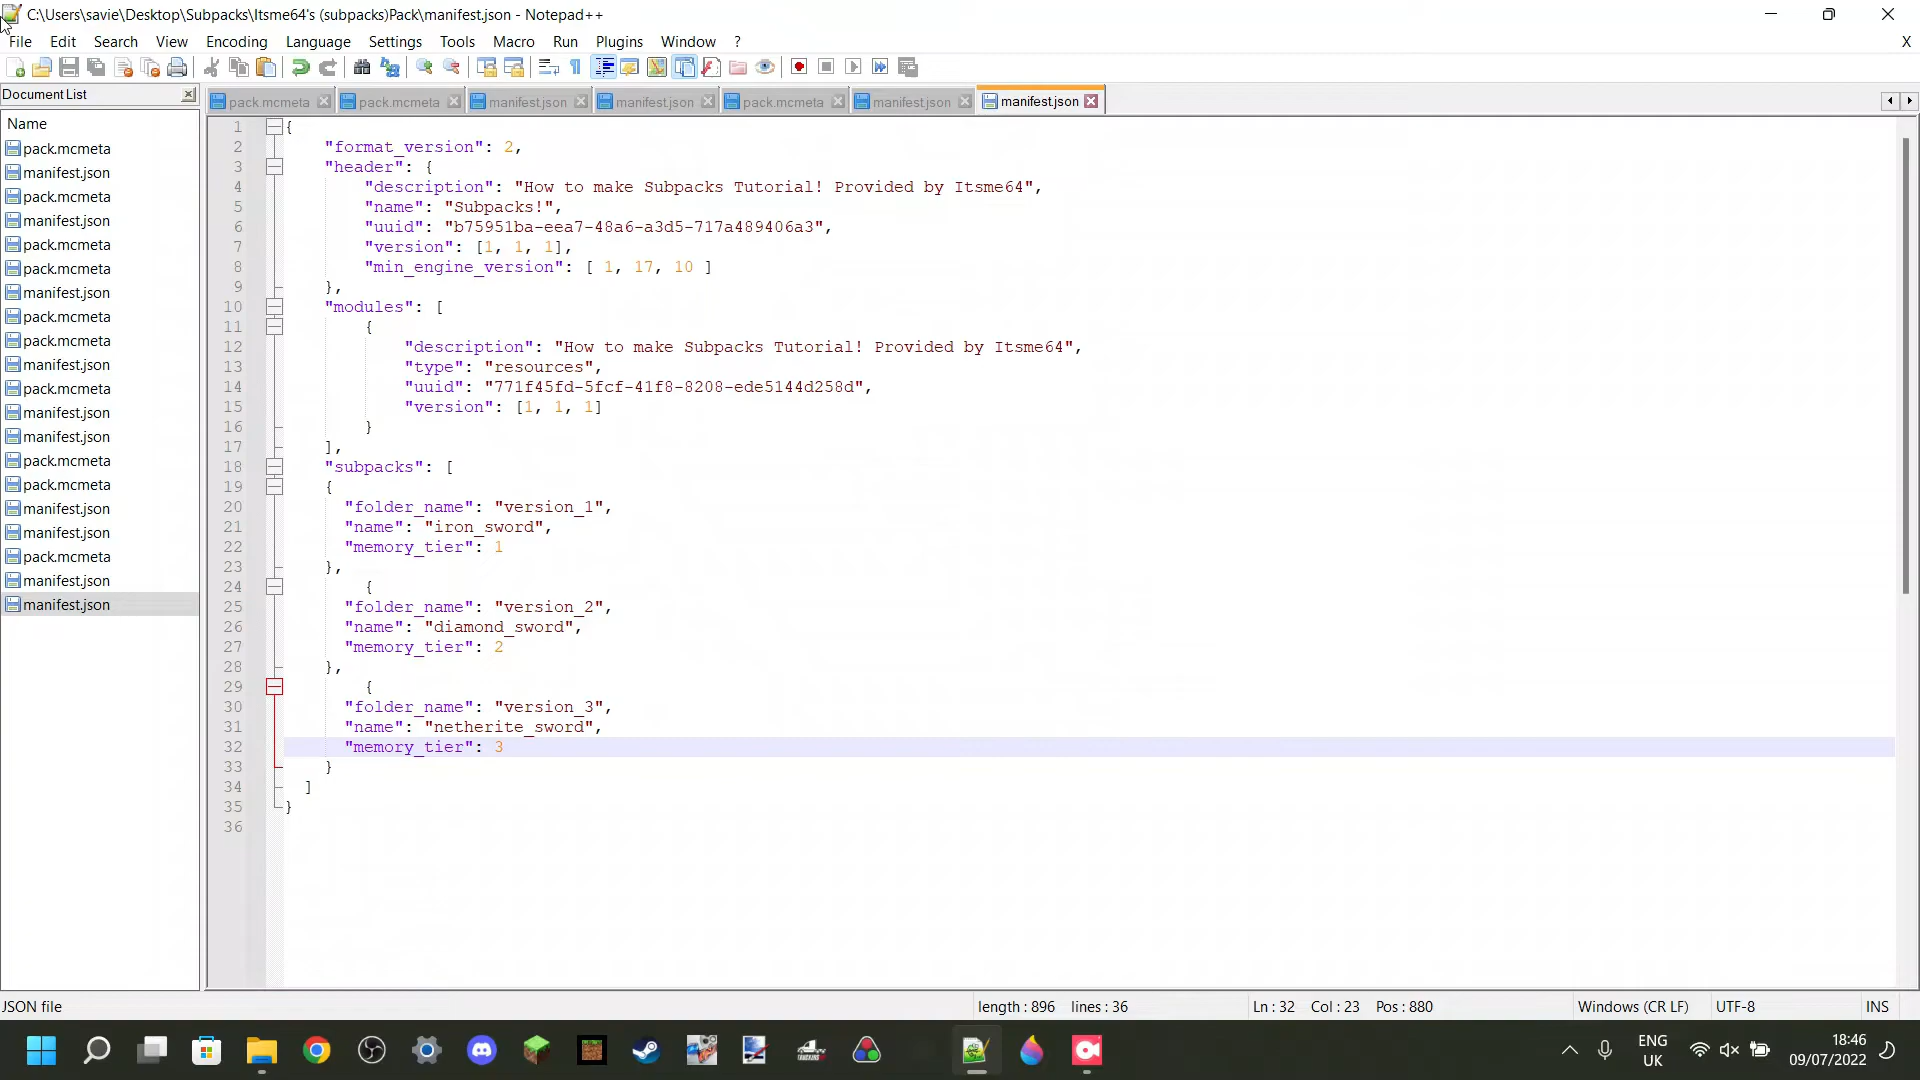 C:\Users\savie\Desktop\Subpacks\Itsme64's (subpacks)Pack\manifest.json - Notepad++
File Edit Search View Encoding Language Settings Tools Macro Run Plugins Window ? X
Document List
pack.mcmeta pack.mcmeta manifest.json manifest.json pack.mcmeta manifest.json manifest.json
Name
pack.mcmeta
manifest.json
pack.mcmeta
manifest.json
pack.mcmeta
pack.mcmeta
manifest.json
pack.mcmeta
pack.mcmeta
manifest.json
pack.mcmeta
manifest.json
manifest.json
pack.mcmeta
pack.mcmeta
manifest.json
manifest.json
pack.mcmeta
manifest.json
manifest.json
1 {
2 "format_version": 2,
3 "header": {
4 "description": "How to make Subpacks Tutorial! Provided by Itsme64",
5 "name": "Subpacks!",
6 "uuid": "b75951ba-eea7-48a6-a3d5-717a489406a3",
7 "version": [1, 1, 1],
8 "min_engine_version": [ 1, 17, 10 ]
9 },
10 "modules": [
11 {
12 "description": "How to make Subpacks Tutorial! Provided by Itsme64",
13 "type": "resources",
14 "uuid": "771f45fd-5fcf-41f8-8208-ede5144d258d",
15 "version": [1, 1, 1]
16 }
17 ],
18 "subpacks": [
19 {
20 "folder_name": "version_1",
21 "name": "iron_sword",
22 "memory_tier": 1
23 },
24 {
25 "folder_name": "version_2",
26 "name": "diamond_sword",
27 "memory_tier": 2
28 },
29 {
30 "folder_name": "version_3",
31 "name": "netherite_sword",
32 "memory_tier": 3
33 }
34 ]
35 }
36
JSON file length : 896 lines : 36 Ln : 32 Col : 23 Pos : 880 Windows (CR LF) UTF-8 INS
ENG
UK
18:46
09/07/2022